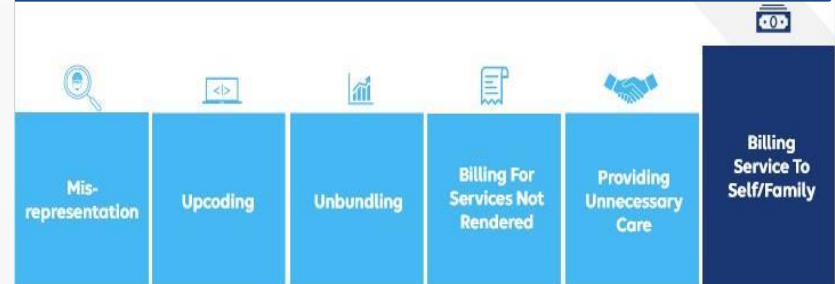 Mis-
representation
Upcoding
Unbundling
Billing For
Services Not
Rendered
Providing
Unnecessary
Care
Billing
Service To
Self/Family